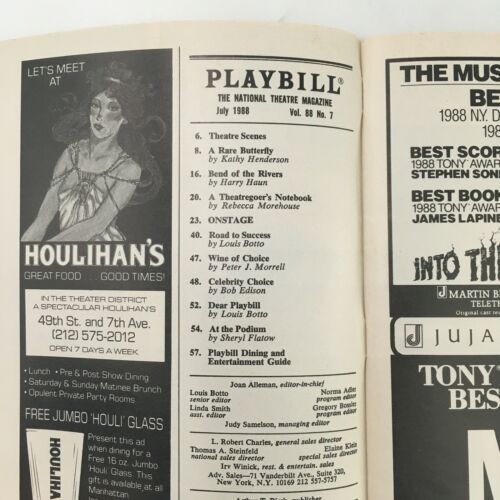 LET'S MEET
AT
HOULIHAN'S
GREAT FOOD . . . GOOD TIMES!
IN THE THEATER DISTRICT
A SPECTACULAR HOULIHAN'S
49th St. and 7th Ave.
(212) 575-2012
OPEN 7 DAYS A WEEK
• Lunch • Pre & Post Show Dining
• Saturday & Sunday Matinee Brunch
• Opulent Private Party Rooms
FREE JUMBO 'HOULI' GLASS
HOULIHAN
Present this ad
when dining for a
Free 16 oz. Jumbo
Houli Glass. This
gift is available at all
Manhattan
PLAYBILL®
THE NATIONAL THEATRE MAGAZINE
July 1988 Vol. 88 No. 7
6. Theatre Scenes
8. A Rare Butterfly
by Kathy Henderson
16. Bend of the Rivers
by Harry Haun
20. A Theatregoer's Notebook
by Rebecca Morehouse
23. ONSTAGE
40. Road to Success
by Louis Botto
47. Wine of Choice
by Peter J. Morrell
48. Celebrity Choice
by Bob Edison
52. Dear Playbill
by Louis Botto
54. At the Podium
by Sheryl Flatow
57. Playbill Dining and
Entertainment Guide
Joan Alleman, editor-in-chief
Louis Botto Norma Adler
senior editor program editor
Linda Smith Gregory Bossler
asst. editor program editor
Judy Samelson, managing editor
L. Robert Charles, general sales director
Thomas A. Steinfeld Elaine Klein
national sales director special sales director
Irv Winick, rest. & entertain. sales
Adv. Sales—71 Vanderbilt Ave., Suite 320,
New York, N.Y. 10169 212 557-5757
THE MUS
BE
1988 N.Y. D
198
BEST SCOR
1988 TONY AWAR
STEPHEN SOND
BEST BOOK
1988 TONY AWAR
JAMES LAPINE
INTO TH
MARTIN B
TELETH
Original cast re
JUJA
TONY
BES